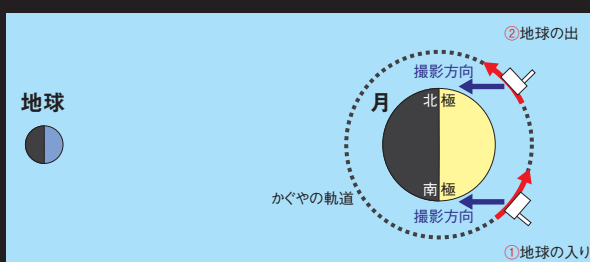 ②地球の出
撮影方向
地球
月
北極
かぐやの軌道
南極
撮影方向
①地球の入り